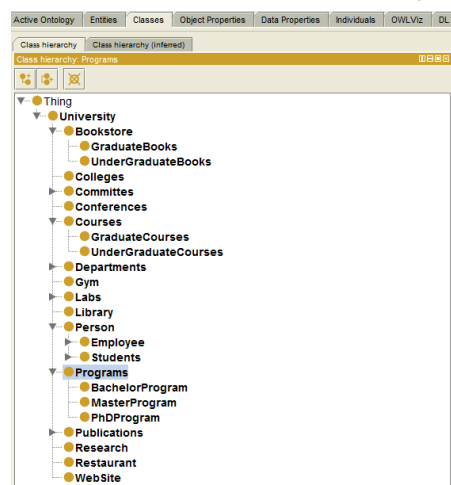 Active Ontology Entities Classes Object Properties Data Properties Individuals OWLViz DL
Class hierarchy Class hierarchy (inferred)
Class hierarchy: Programs
Thing
University
Bookstore
GraduateBooks
UnderGraduateBooks
Colleges
Committes
Conferences
Courses
GraduateCourses
UnderGraduateCourses
Departments
Gym
Labs
Library
Person
Employee
Students
Programs
BachelorProgram
MasterProgram
PhDProgram
Publications
Research
Restaurant
WebSite